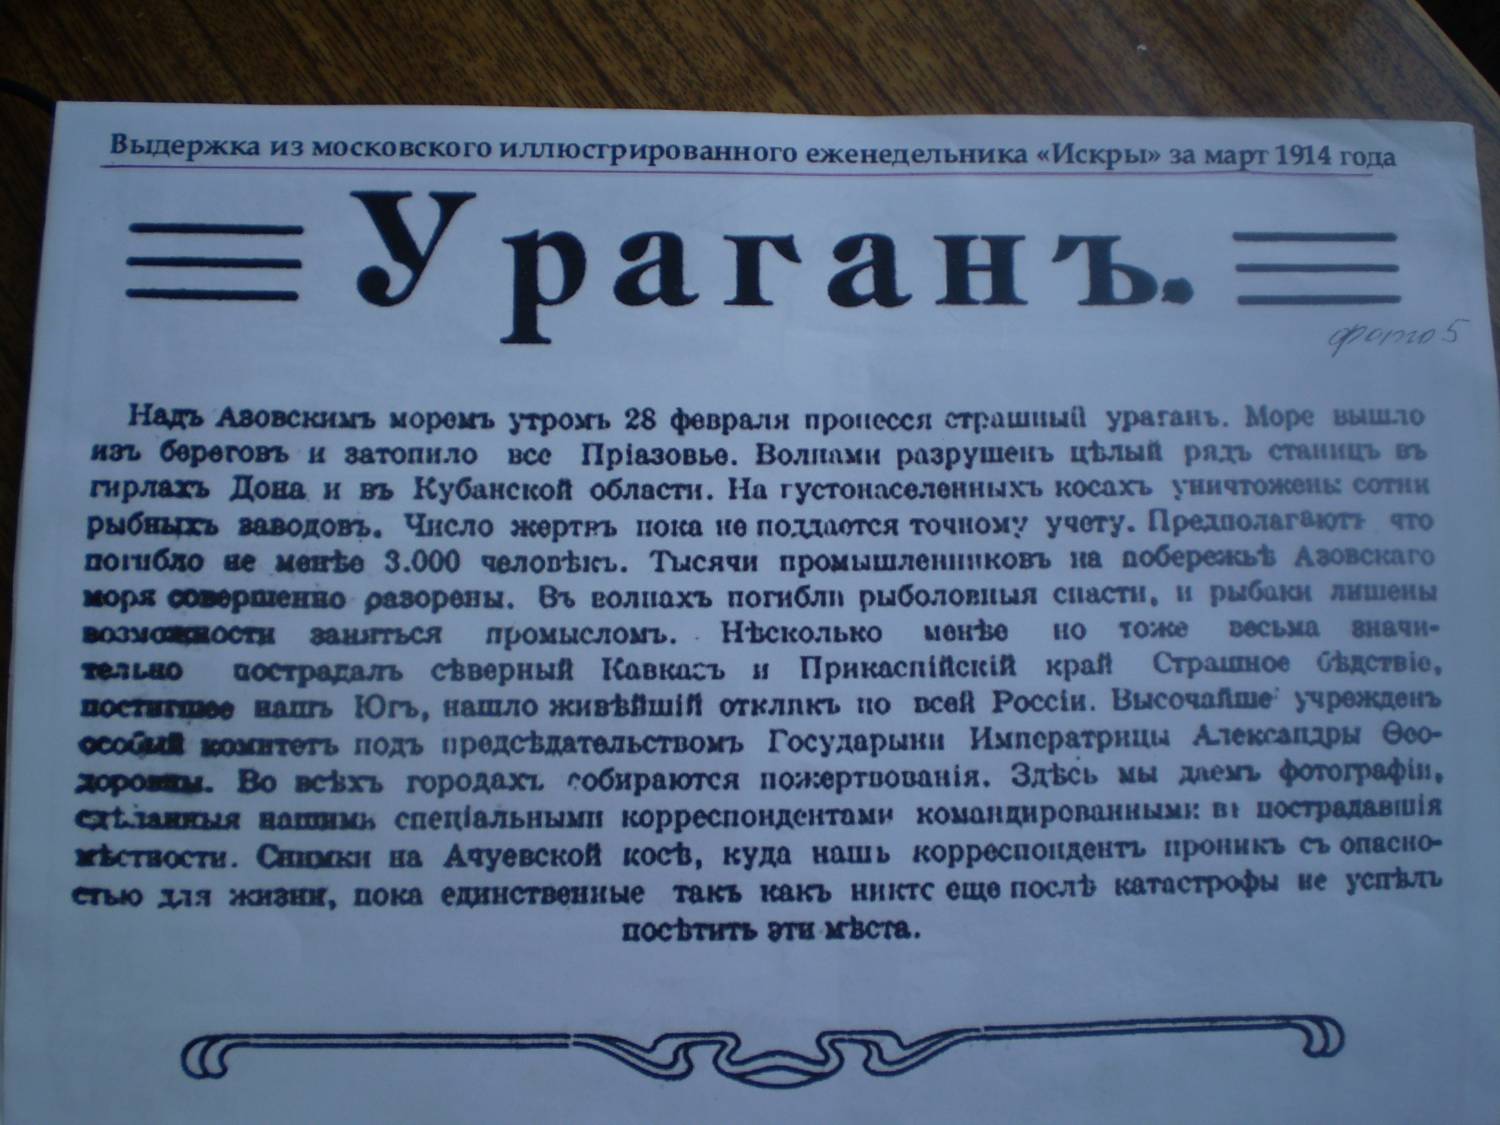 Выдержка из московского иллюстрированного еженедельника «Искры» за март 1914 года
Ураганъ.
фото 5
Надъ Азовскимъ моремъ утромъ 28 февраля пронесся страшный ураганъ. Море вышло
изъ береговъ и затопило все Пріазовье. Волнами разрушенъ цѣлый рядъ станицъ въ
гирлахъ Дона и въ Кубанской области. На густонаселенныхъ косахъ уничтожены сотни
рыбныхъ заводовъ. Число жертвъ пока не поддается точному учету. Предполагаютъ что
погибло не менѣе 3.000 человѣкъ. Тысячи промышленниковъ на побережьѣ Азовскаго
моря совершенно разорены. Въ волнахъ погибли рыболовныя снасти, и рыбаки лишены
возможности заняться промысломъ. Нѣсколько менѣе но тоже весьма значи-
тельно пострадалъ сѣверный Кавказъ и Прикаспійскій край Страшное бѣдствіе,
постигшее нашъ Югъ, нашло живѣйшій откликъ по всей Россіи. Высочайше учрежденъ
особый комитетъ подъ предсѣдательствомъ Государыни Императрицы Александры Ѳео-
доровны. Во всѣхъ городахъ собираются пожертвованія. Здѣсь мы даемъ фотографіи,
сдѣланныя нашими спеціальными корреспондентами командированными въ пострадавшія
мѣстности. Снимки на Ачуевской косѣ, куда нашъ корреспондентъ проникъ съ опасно-
стью для жизни, пока единственные такъ какъ никто еще послѣ катастрофы не успѣлъ
посѣтить эти мѣста.